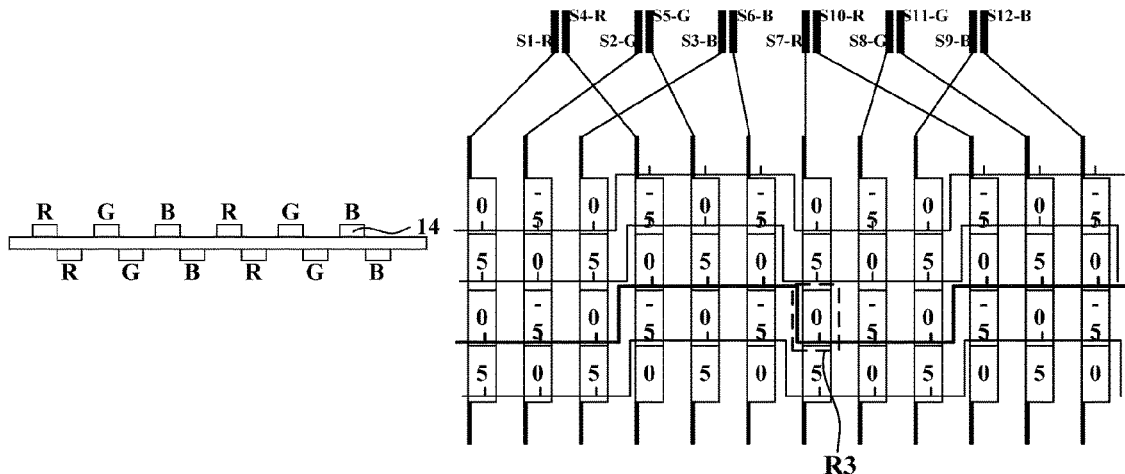 S4-R S5-G S6-B S10-R S11-G S12-B
S1-R S2-G S3-B S7-R S8-G S9-B
R G B R G B
14
R G B R G B
0 -5 0 -5 0 -5 0 -5 0 -5 0 -5
5 0 5 0 5 0 5 0 5 0 5 0
0 -5 0 -5 0 -5 0 -5 0 -5 0 -5
5 0 5 0 5 0 5 0 5 0 5 0
R3